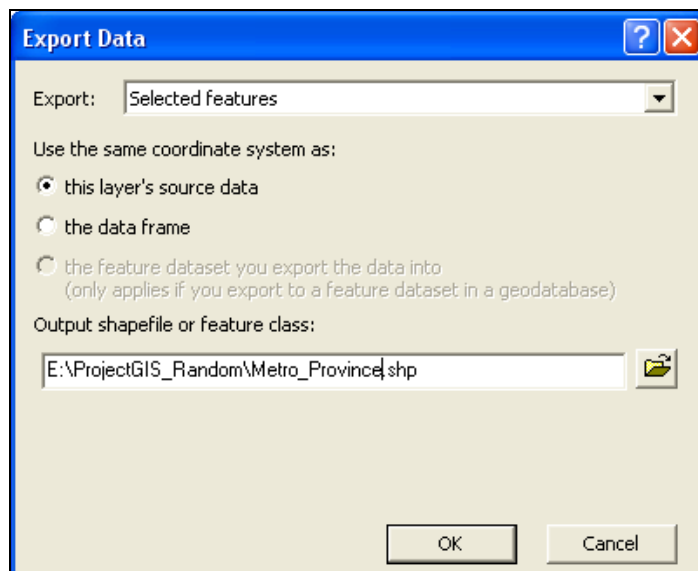 Export Data
?
Export: Selected features
Use the same coordinate system as:
this layer's source data
the data frame
the feature dataset you export the data into
(only applies if you export to a feature dataset in a geodatabase)
Output shapefile or feature class:
E:\ProjectGIS_Random\Metro_Province.shp
OK Cancel